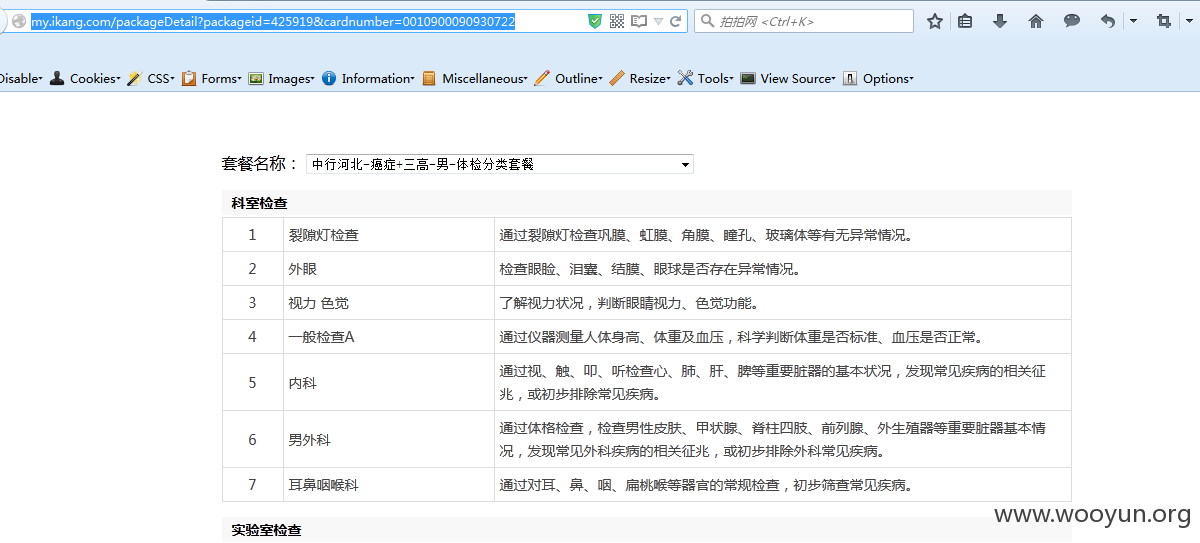 my.ikang.com/packageDetail?packageid=425919&cardnumber=0010900090930722
拍拍网 <Ctrl+K>
Disable Cookies CSS Forms Images Information Miscellaneous Outline Resize Tools View Source Options
套餐名称： 中行河北-癌症+三高-男-体检分类套餐
科室检查
1 裂隙灯检查 通过裂隙灯检查巩膜、虹膜、角膜、瞳孔、玻璃体等有无异常情况。
2 外眼 检查眼睑、泪囊、结膜、眼球是否存在异常情况。
3 视力 色觉 了解视力状况，判断眼睛视力、色觉功能。
4 一般检查A 通过仪器测量人体身高、体重及血压，科学判断体重是否标准、血压是否正常。
5 内科 通过视、触、叩、听检查心、肺、肝、脾等重要脏器的基本状况，发现常见疾病的相关征
兆，或初步排除常见疾病。
6 男外科 通过体格检查，检查男性皮肤、甲状腺、脊柱四肢、前列腺、外生殖器等重要脏器基本情
况，发现常见外科疾病的相关征兆，或初步排除外科常见疾病。
7 耳鼻咽喉科 通过对耳、鼻、咽、扁桃喉等器官的常规检查，初步筛查常见疾病。
www.wooyun.org
实验室检查